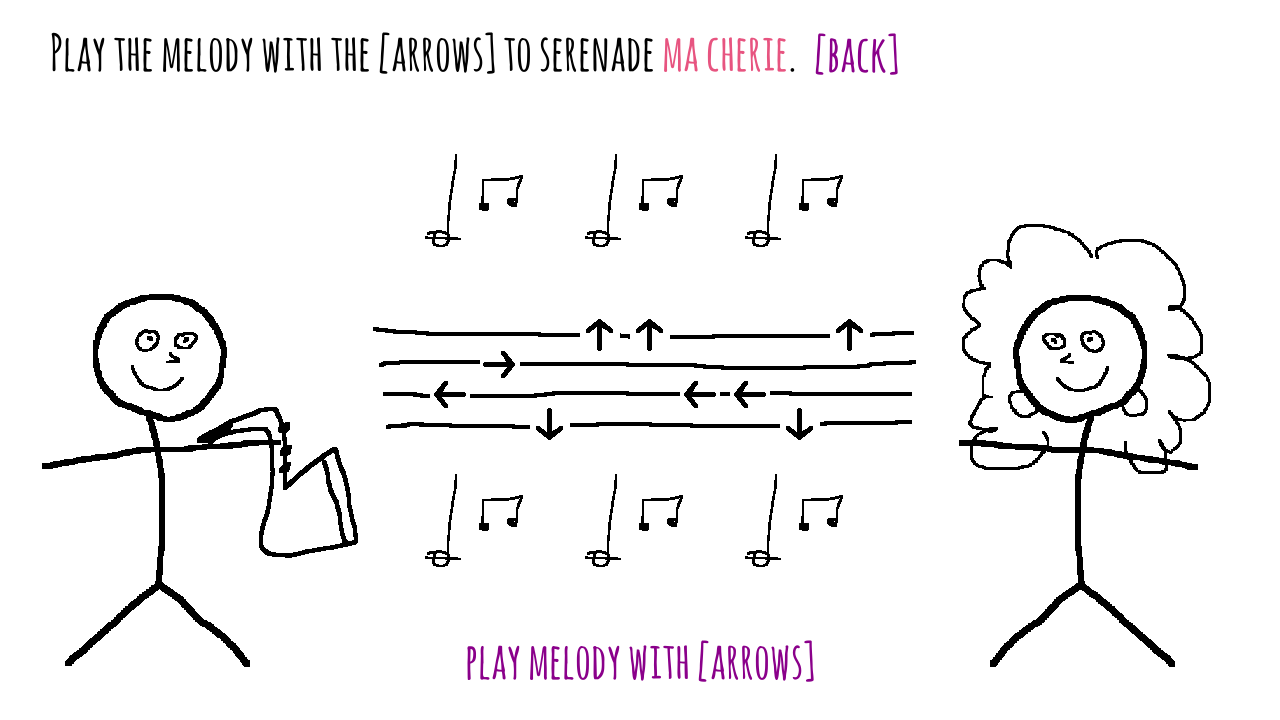 PLAY THE MELODY WITH THE [ARROWS] TO SERENADE MA CHERIE. [BACK]
PLAY MELODY WITH [ARROWS]